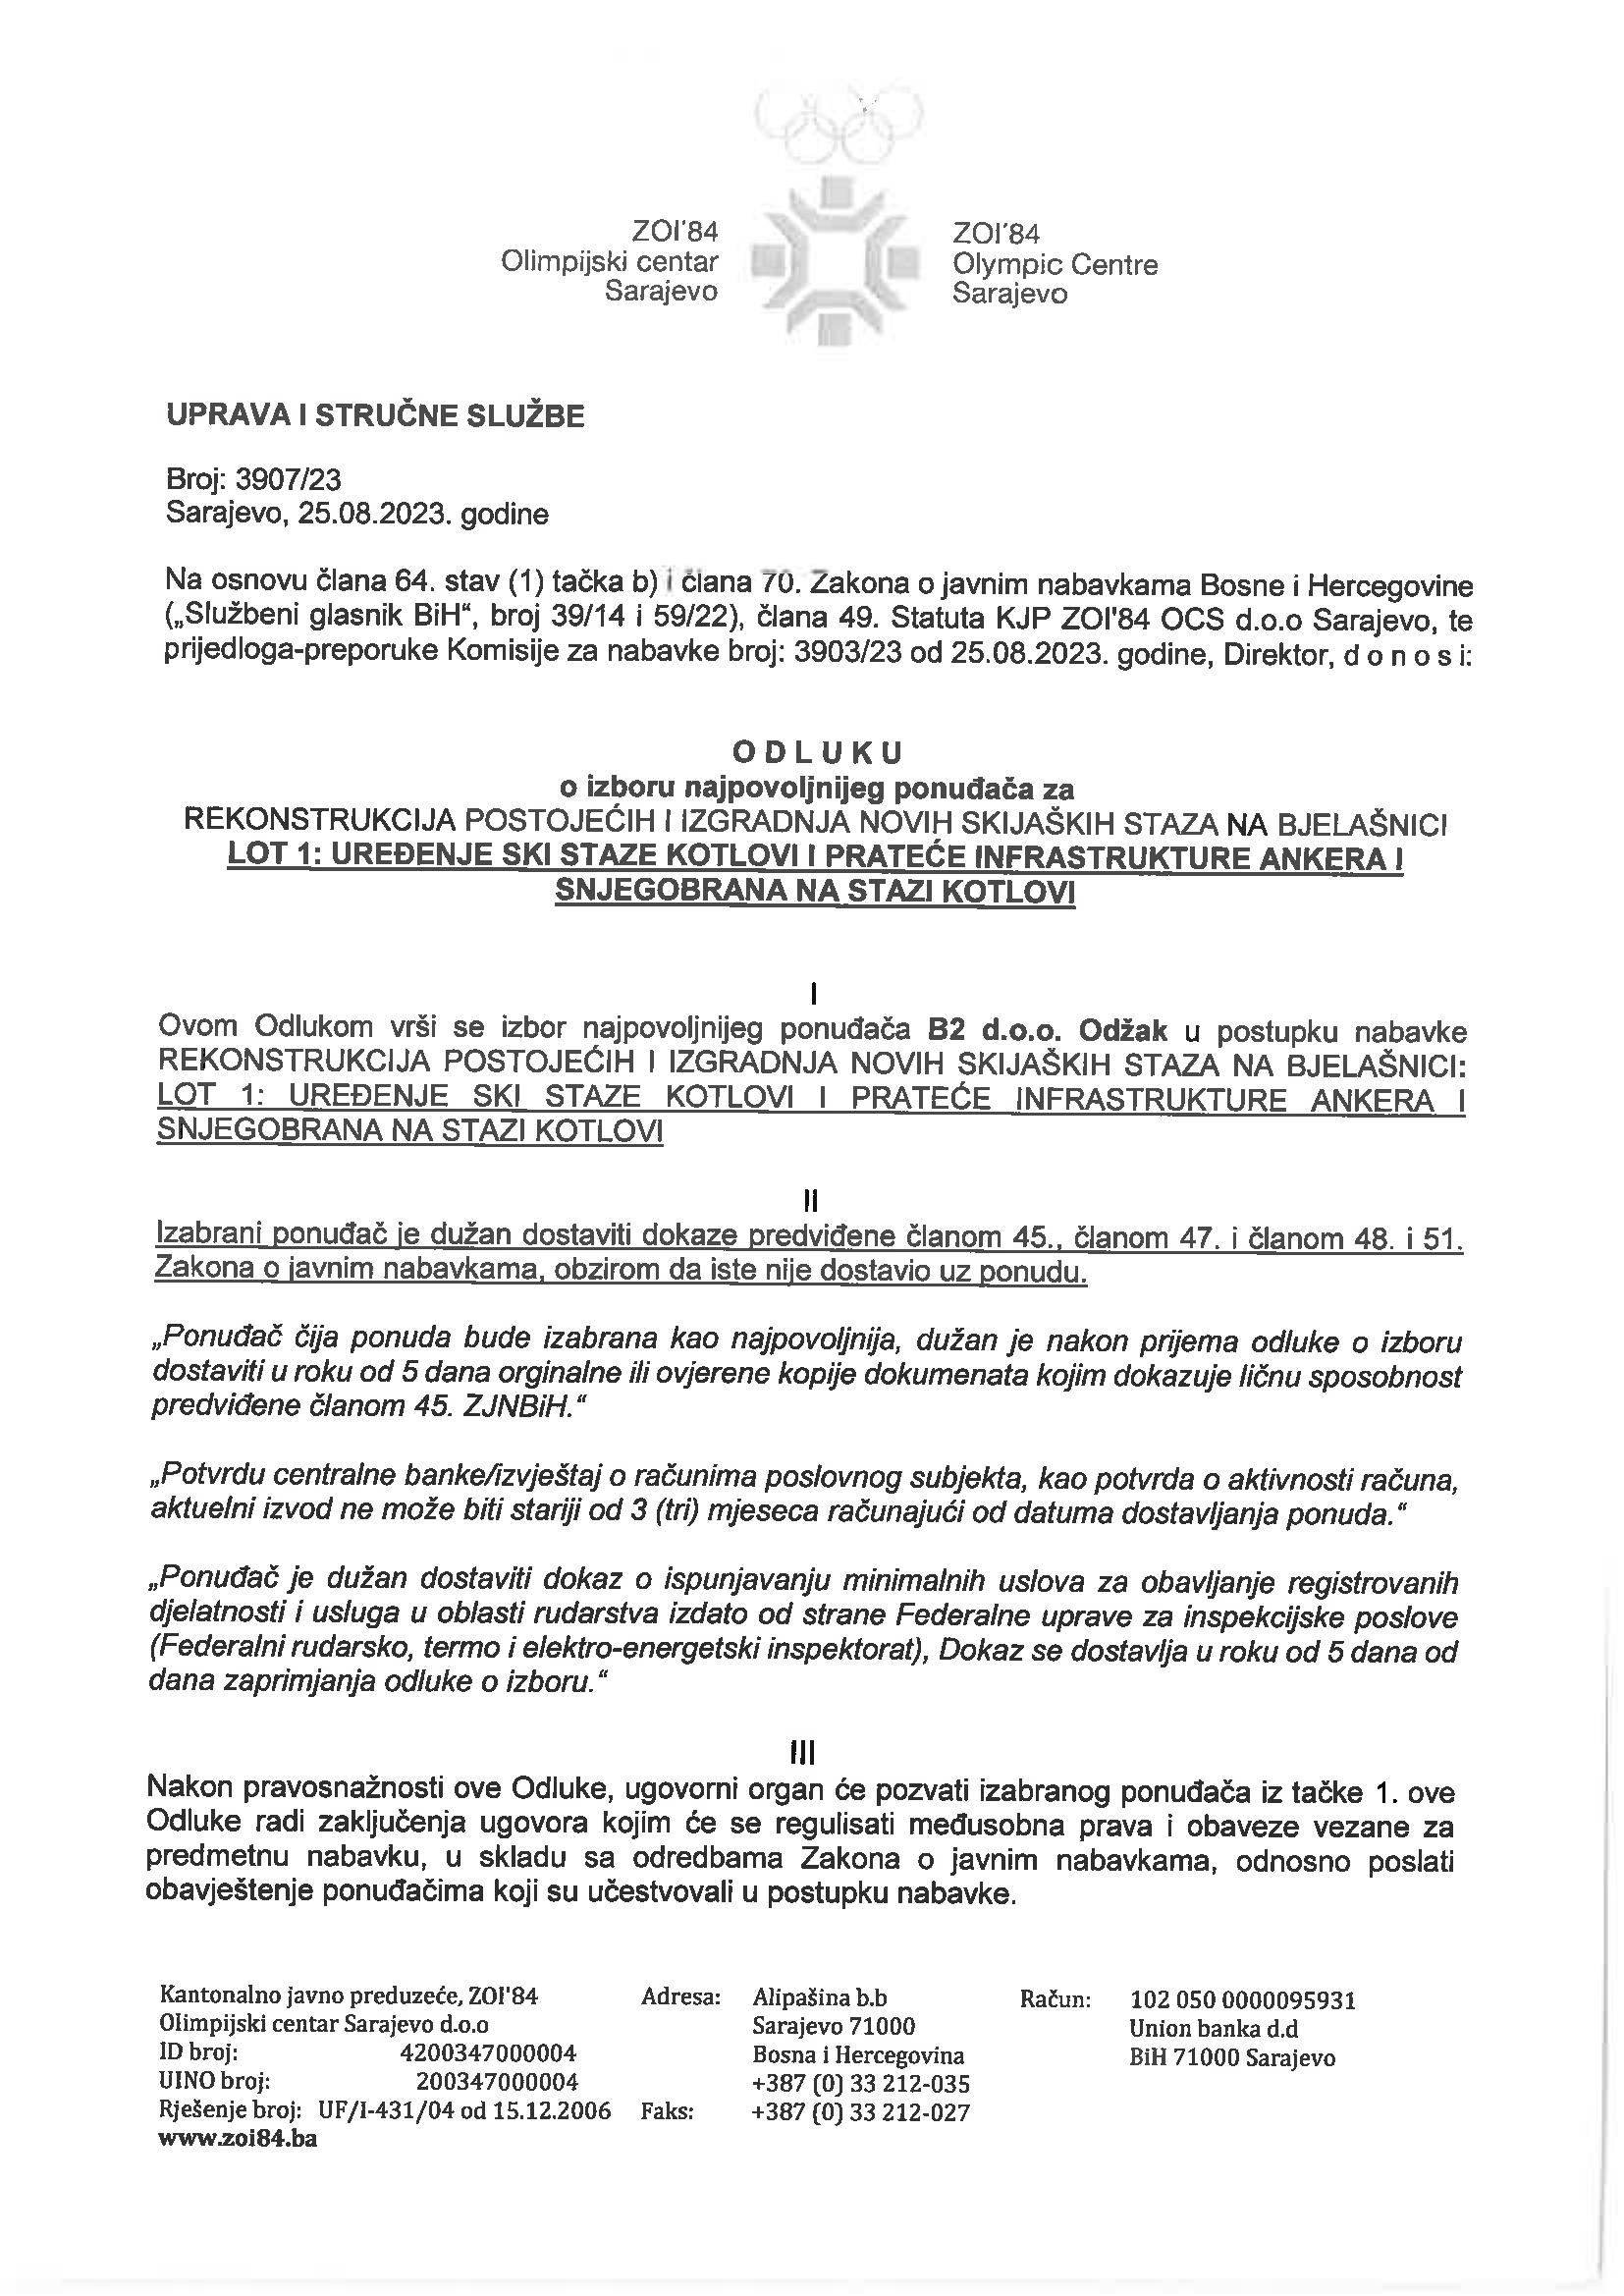 ZOI'84
Olimpijski centar
Sarajevo
ZOI'84
Olympic Centre
Sarajevo
UPRAVA I STRUČNE SLUŽBE
Broj: 3907/23
Sarajevo, 25.08.2023. godine
Na osnovu člana 64. stav (1) tačka b) i člana 70. Zakona o javnim nabavkama Bosne i Hercegovine
(„Službeni glasnik BiH“, broj 39/14 i 59/22), člana 49. Statuta KJP ZOI'84 OCS d.o.o Sarajevo, te
prijedloga-preporuke Komisije za nabavke broj: 3903/23 od 25.08.2023. godine, Direktor, d o n o s i:
O D L U K U
o izboru najpovoljnijeg ponuđača za
REKONSTRUKCIJA POSTOJEĆIH I IZGRADNJA NOVIH SKIJAŠKIH STAZA NA BJELAŠNICI
LOT 1: UREĐENJE SKI STAZE KOTLOVI I PRATEĆE INFRASTRUKTURE ANKERA I
SNJEGOBRANA NA STAZI KOTLOVI
I
Ovom Odlukom vrši se izbor najpovoljnijeg ponuđača B2 d.o.o. Odžak u postupku nabavke
REKONSTRUKCIJA POSTOJEĆIH I IZGRADNJA NOVIH SKIJAŠKIH STAZA NA BJELAŠNICI:
LOT 1: UREĐENJE SKI STAZE KOTLOVI I PRATEĆE INFRASTRUKTURE ANKERA I
SNJEGOBRANA NA STAZI KOTLOVI
II
Izabrani ponuđač je dužan dostaviti dokaze predviđene članom 45., članom 47. i članom 48. i 51.
Zakona o javnim nabavkama, obzirom da iste nije dostavio uz ponudu.
„Ponuđač čija ponuda bude izabrana kao najpovoljnija, dužan je nakon prijema odluke o izboru
dostaviti u roku od 5 dana orginalne ili ovjerene kopije dokumenata kojim dokazuje ličnu sposobnost
predviđene članom 45. ZJNBiH.“
„Potvrdu centralne banke/izvještaj o računima poslovnog subjekta, kao potvrda o aktivnosti računa,
aktuelni izvod ne može biti stariji od 3 (tri) mjeseca računajući od datuma dostavljanja ponuda.“
„Ponuđač je dužan dostaviti dokaz o ispunjavanju minimalnih uslova za obavljanje registrovanih
djelatnosti i usluga u oblasti rudarstva izdato od strane Federalne uprave za inspekcijske poslove
(Federalni rudarsko, termo i elektro-energetski inspektorat), Dokaz se dostavlja u roku od 5 dana od
dana zaprimjanja odluke o izboru.“
III
Nakon pravosnažnosti ove Odluke, ugovorni organ će pozvati izabranog ponuđača iz tačke 1. ove
Odluke radi zaključenja ugovora kojim će se regulisati međusobna prava i obaveze vezane za
predmetnu nabavku, u skladu sa odredbama Zakona o javnim nabavkama, odnosno poslati
obavještenje ponuđačima koji su učestvovali u postupku nabavke.
Kantonalno javno preduzeće, ZOI'84 Adresa: Alipašina b.b Račun: 102 050 0000095931
Olimpijski centar Sarajevo d.o.o Sarajevo 71000 Union banka d.d
ID broj: 4200347000004 Bosna i Hercegovina BiH 71000 Sarajevo
UINO broj: 200347000004 +387 (0) 33 212-035
Rješenje broj: UF/I-431/04 od 15.12.2006 Faks: +387 (0) 33 212-027
www.zoi84.ba